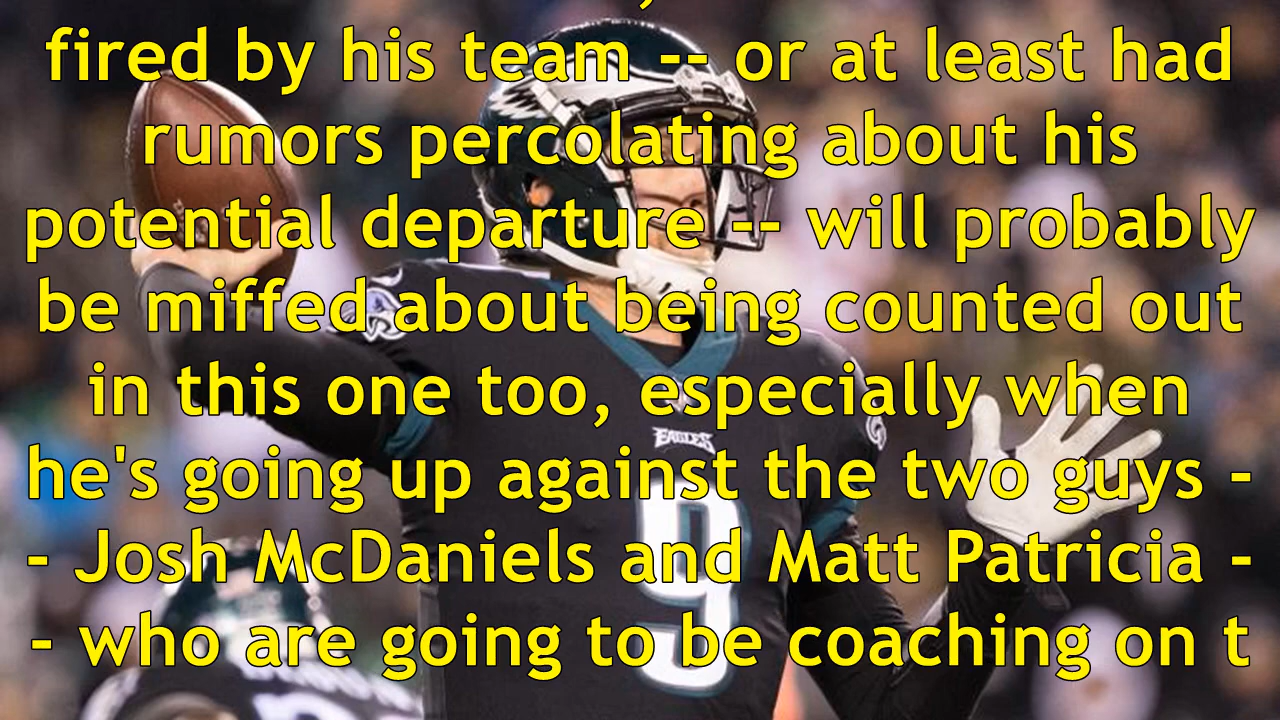 fired by his team -- or at least had
rumors percolating about his
potential departure -- will probably
be miffed about being counted out
in this one too, especially when
he's going up against the two guys -
- Josh McDaniels and Matt Patricia -
- who are going to be coaching on t
EAGLES
9